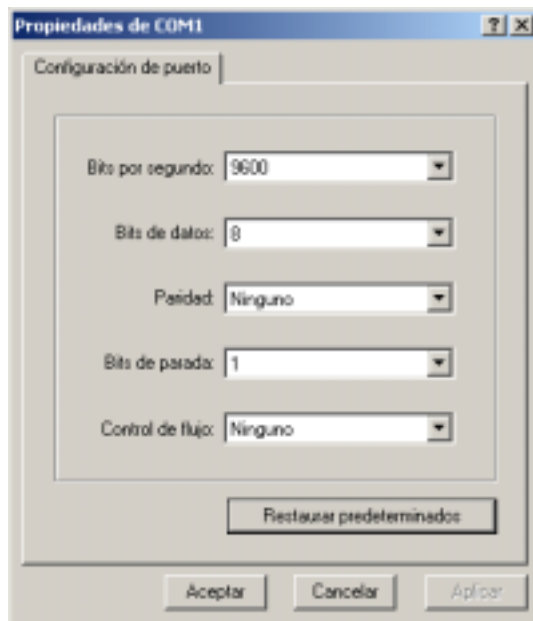 Propiedades de COM1
Configuración de puerto
Bits por segundo: 9600
Bits de datos: 8
Paridad: Ninguno
Bits de parada: 1
Control de flujo: Ninguno
Restaurar predeterminados
Aceptar Cancelar Aplicar